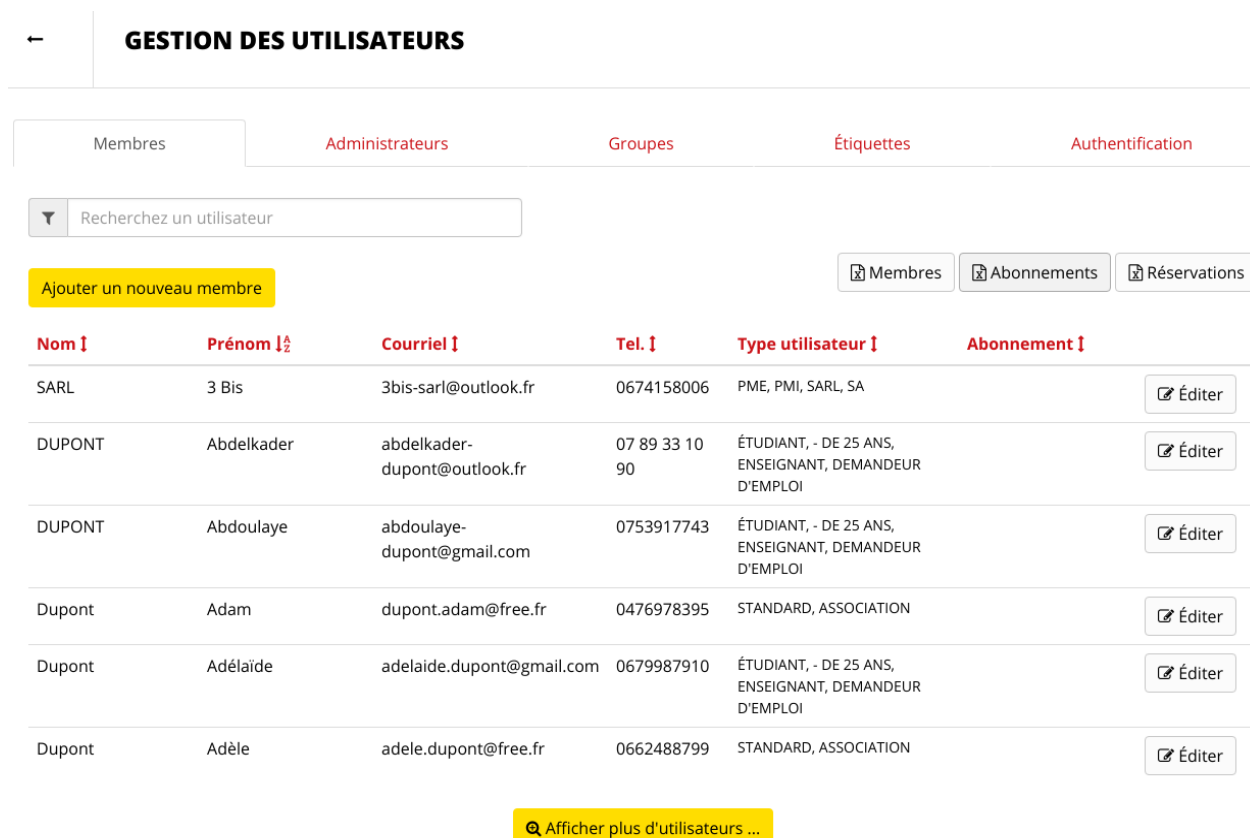 GESTION DES UTILISATEURS
Membres Administrateurs Groupes Étiquettes Authentification
Recherchez un utilisateur
Membres Abonnements Réservations
Ajouter un nouveau membre
Nom Prénom Courriel Tel. Type utilisateur Abonnement
SARL 3 Bis 3bis-sarl@outlook.fr 0674158006 PME, PMI, SARL, SA Éditer
DUPONT Abdelkader abdelkader- 07 89 33 10 ÉTUDIANT, - DE 25 ANS, Éditer
dupont@outlook.fr 90 ENSEIGNANT, DEMANDEUR
D'EMPLOI
DUPONT Abdoulaye abdoulaye- 0753917743 ÉTUDIANT, - DE 25 ANS, Éditer
dupont@gmail.com ENSEIGNANT, DEMANDEUR
D'EMPLOI
Dupont Adam dupont.adam@free.fr 0476978395 STANDARD, ASSOCIATION Éditer
Dupont Adélaïde adelaide.dupont@gmail.com 0679987910 ÉTUDIANT, - DE 25 ANS, Éditer
ENSEIGNANT, DEMANDEUR
D'EMPLOI
Dupont Adèle adele.dupont@free.fr 0662488799 STANDARD, ASSOCIATION Éditer
Afficher plus d'utilisateurs ...